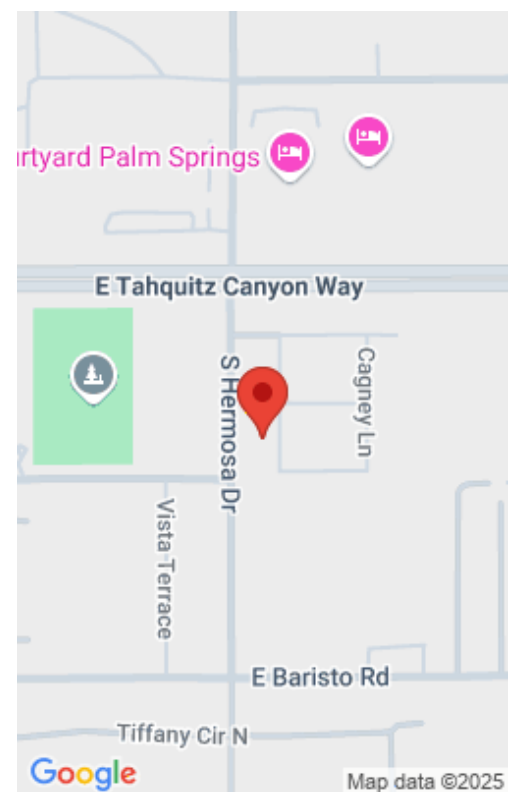 rtyard Palm Springs
E Tahquitz Canyon Way
S Hermosa Dr
Cagney Ln
Vista Terrace
E Baristo Rd
Tiffany Cir N
Google
Map data ©2025